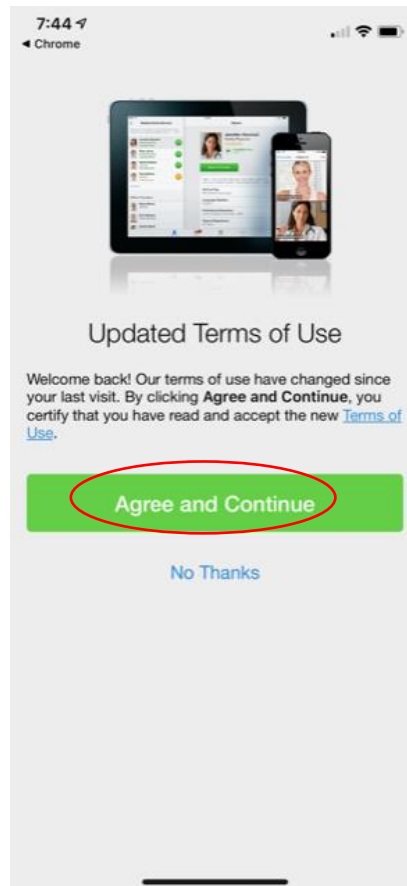 7:44
◀ Chrome
Updated Terms of Use
Welcome back! Our terms of use have changed since
your last visit. By clicking Agree and Continue, you
certify that you have read and accept the new Terms of
Use.
Agree and Continue
No Thanks